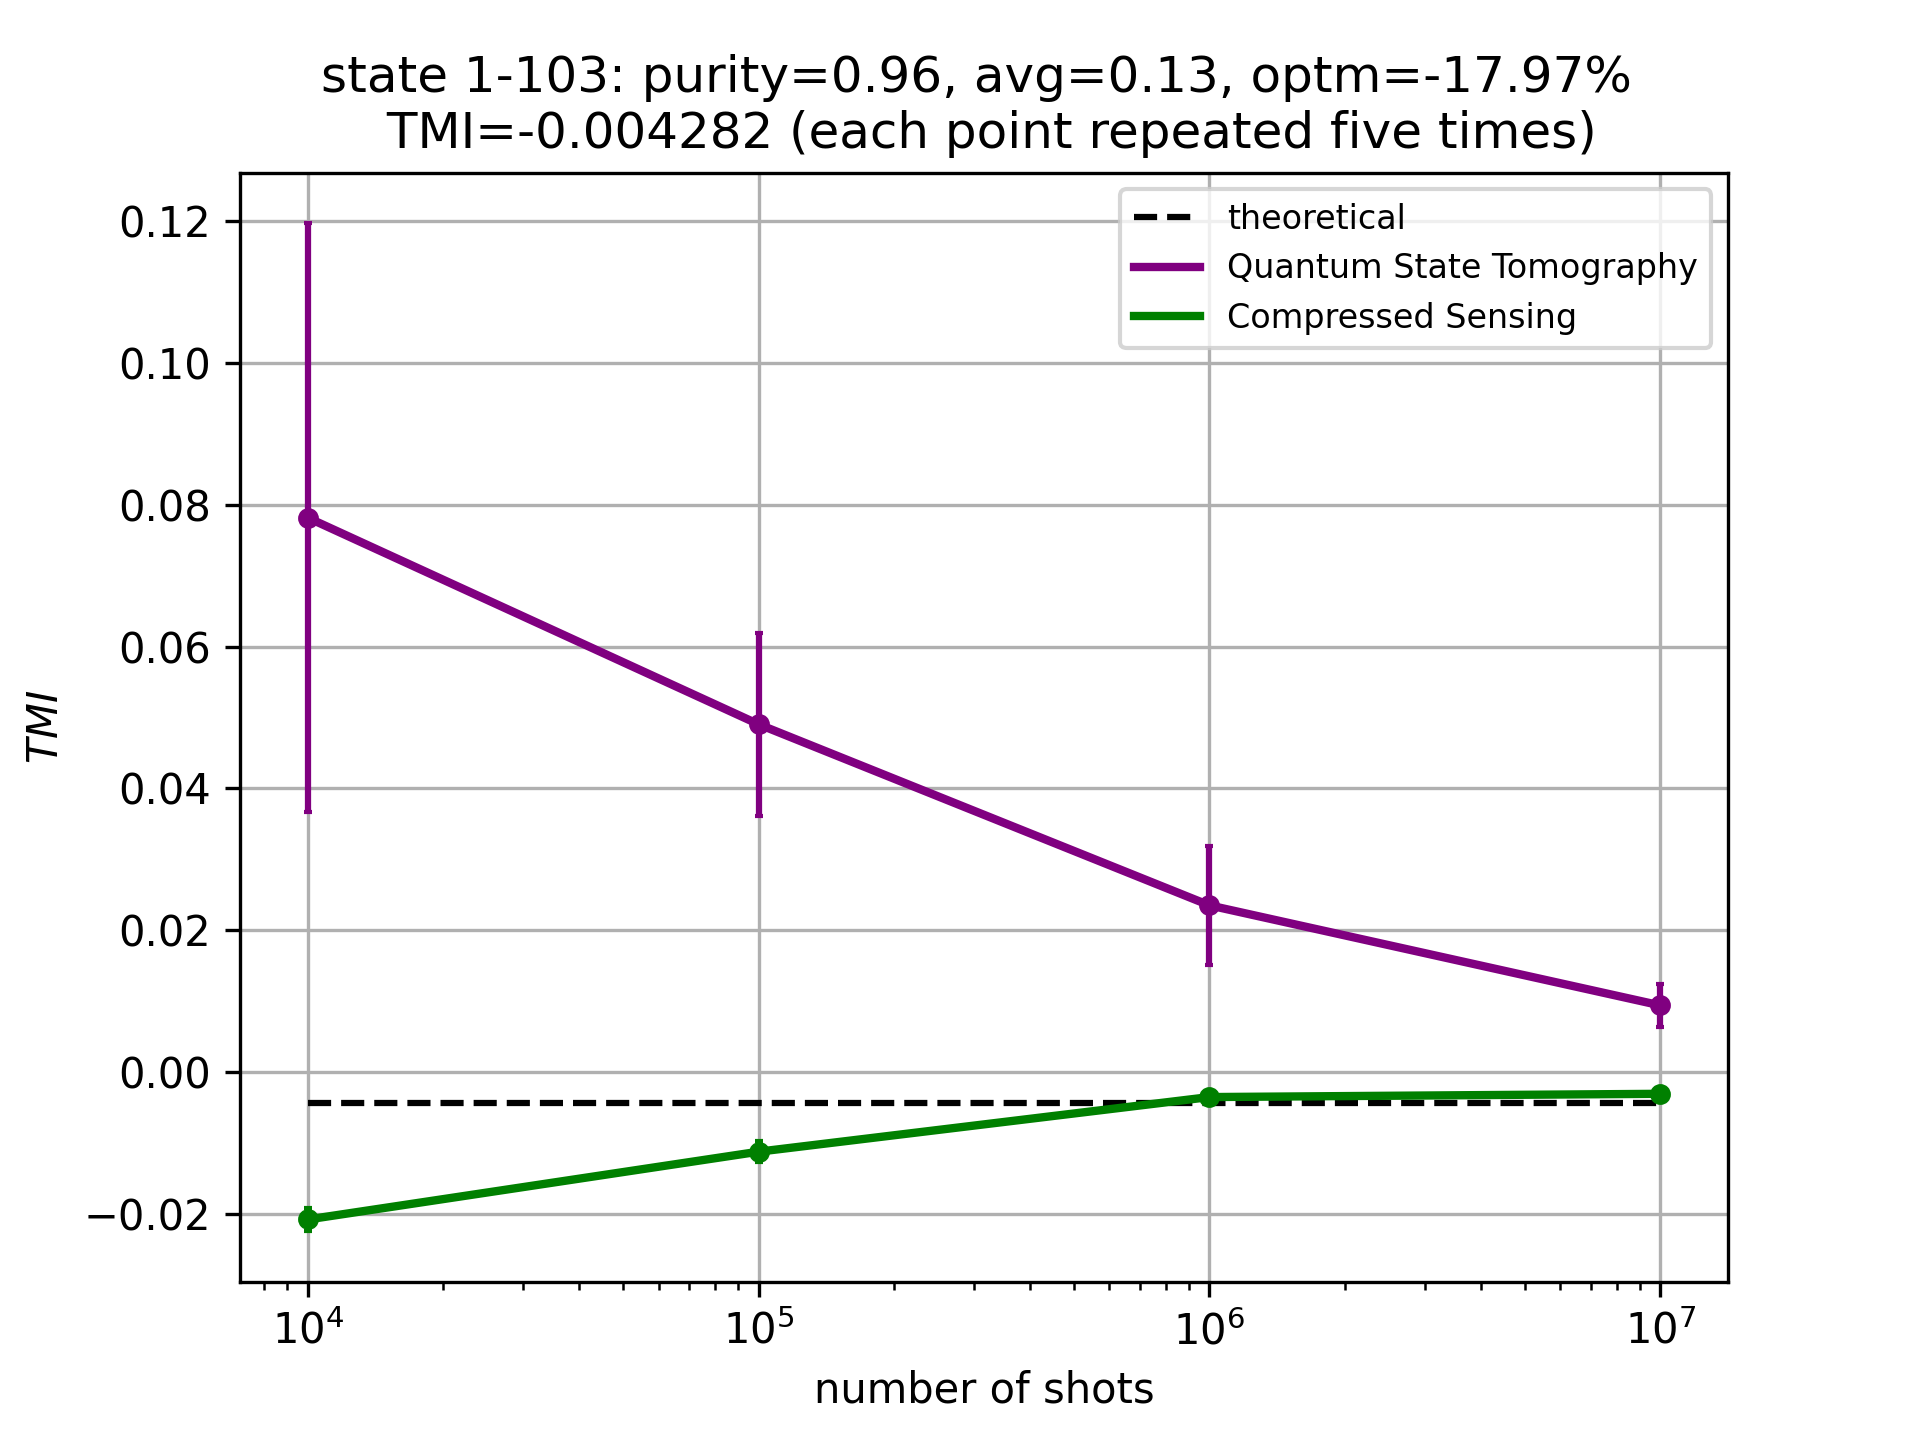 state 1-103: purity=0.96, avg=0.13, optm=-17.97%
TMI=-0.004282 (each point repeated five times)
theoretical
Quantum State Tomography
Compressed Sensing
0.12
0.10
0.08
0.06
0.04
0.02
0.00
−0.02
TMI
10⁴
10⁵
10⁶
10⁷
number of shots